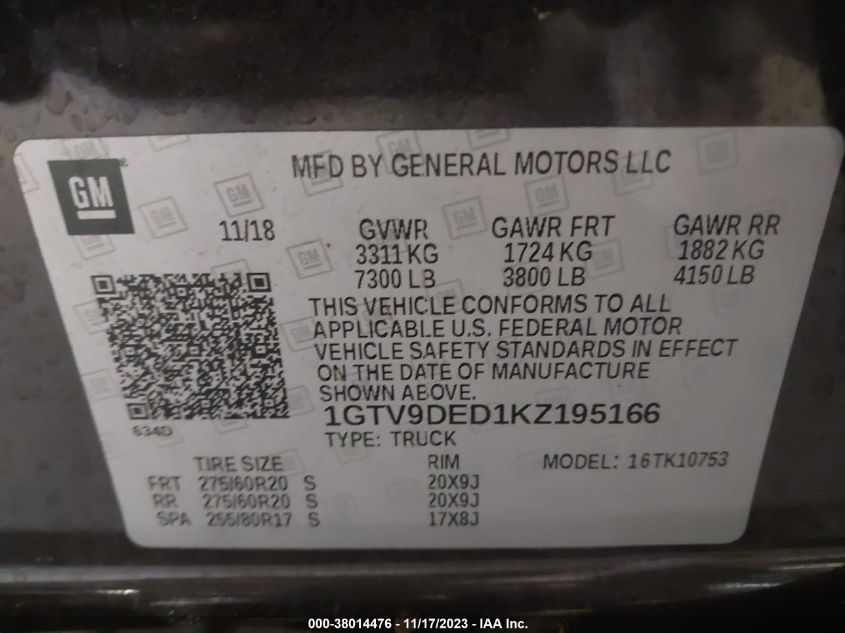 GM
MFD BY GENERAL MOTORS LLC
11/18
GVWR GAWR FRT GAWR RR
3311 KG 1724 KG 1882 KG
7300 LB 3800 LB 4150 LB
THIS VEHICLE CONFORMS TO ALL
APPLICABLE U.S. FEDERAL MOTOR
VEHICLE SAFETY STANDARDS IN EFFECT
ON THE DATE OF MANUFACTURE
SHOWN ABOVE.
634D
1GTV9DED1KZ195166
TYPE: TRUCK
TIRE SIZE RIM MODEL: 16TK10753
FRT 275/60R20 S 20X9J
RR 275/60R20 S 20X9J
SPA 255/80R17 S 17X8J
000-38014476 - 11/17/2023 - IAA Inc.